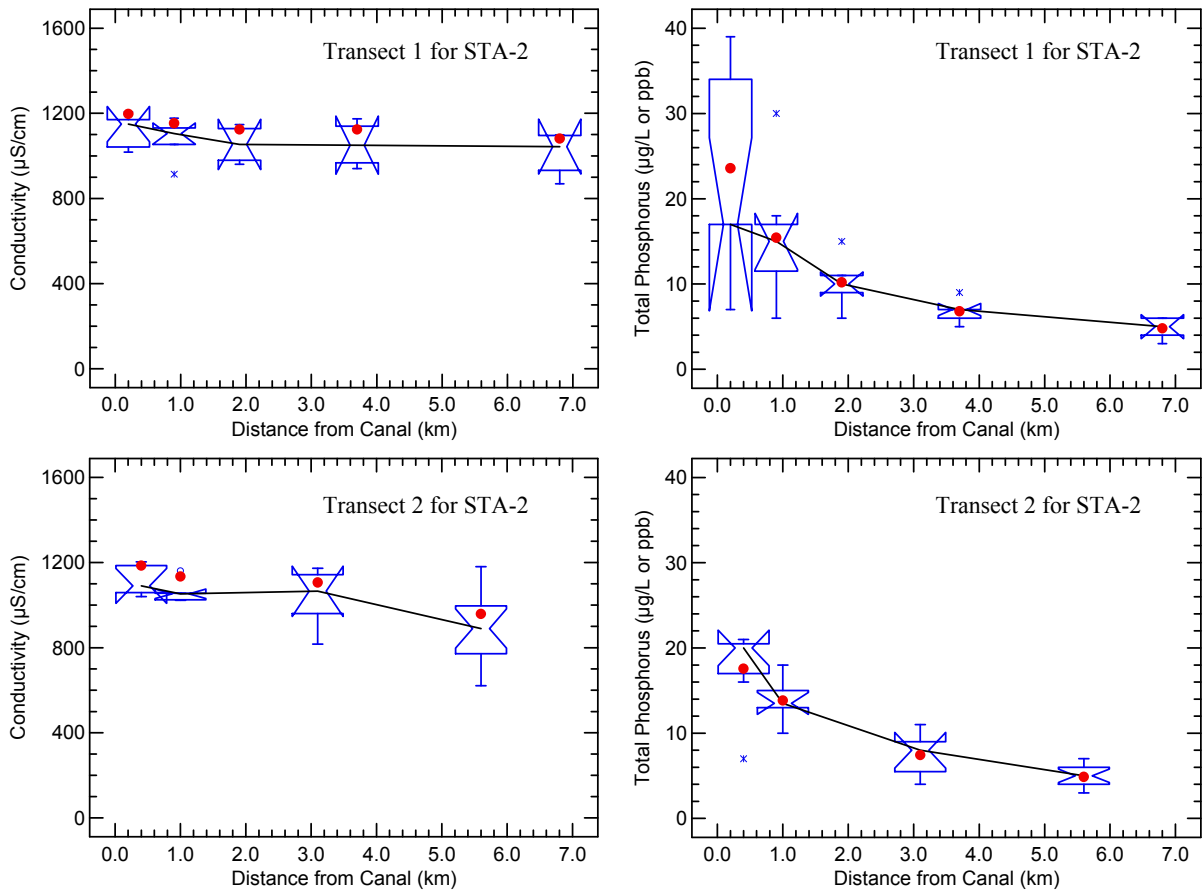 Transect 1 for STA-2
Conductivity (µS/cm)
1600
1200
800
400
0
0.0 1.0 2.0 3.0 4.0 5.0 6.0 7.0
Distance from Canal (km)
Transect 1 for STA-2
Total Phosphorus (µg/L or ppb)
40
30
20
10
0
0.0 1.0 2.0 3.0 4.0 5.0 6.0 7.0
Distance from Canal (km)
Transect 2 for STA-2
Conductivity (µS/cm)
1600
1200
800
400
0
0.0 1.0 2.0 3.0 4.0 5.0 6.0 7.0
Distance from Canal (km)
Transect 2 for STA-2
Total Phosphorus (µg/L or ppb)
40
30
20
10
0
0.0 1.0 2.0 3.0 4.0 5.0 6.0 7.0
Distance from Canal (km)